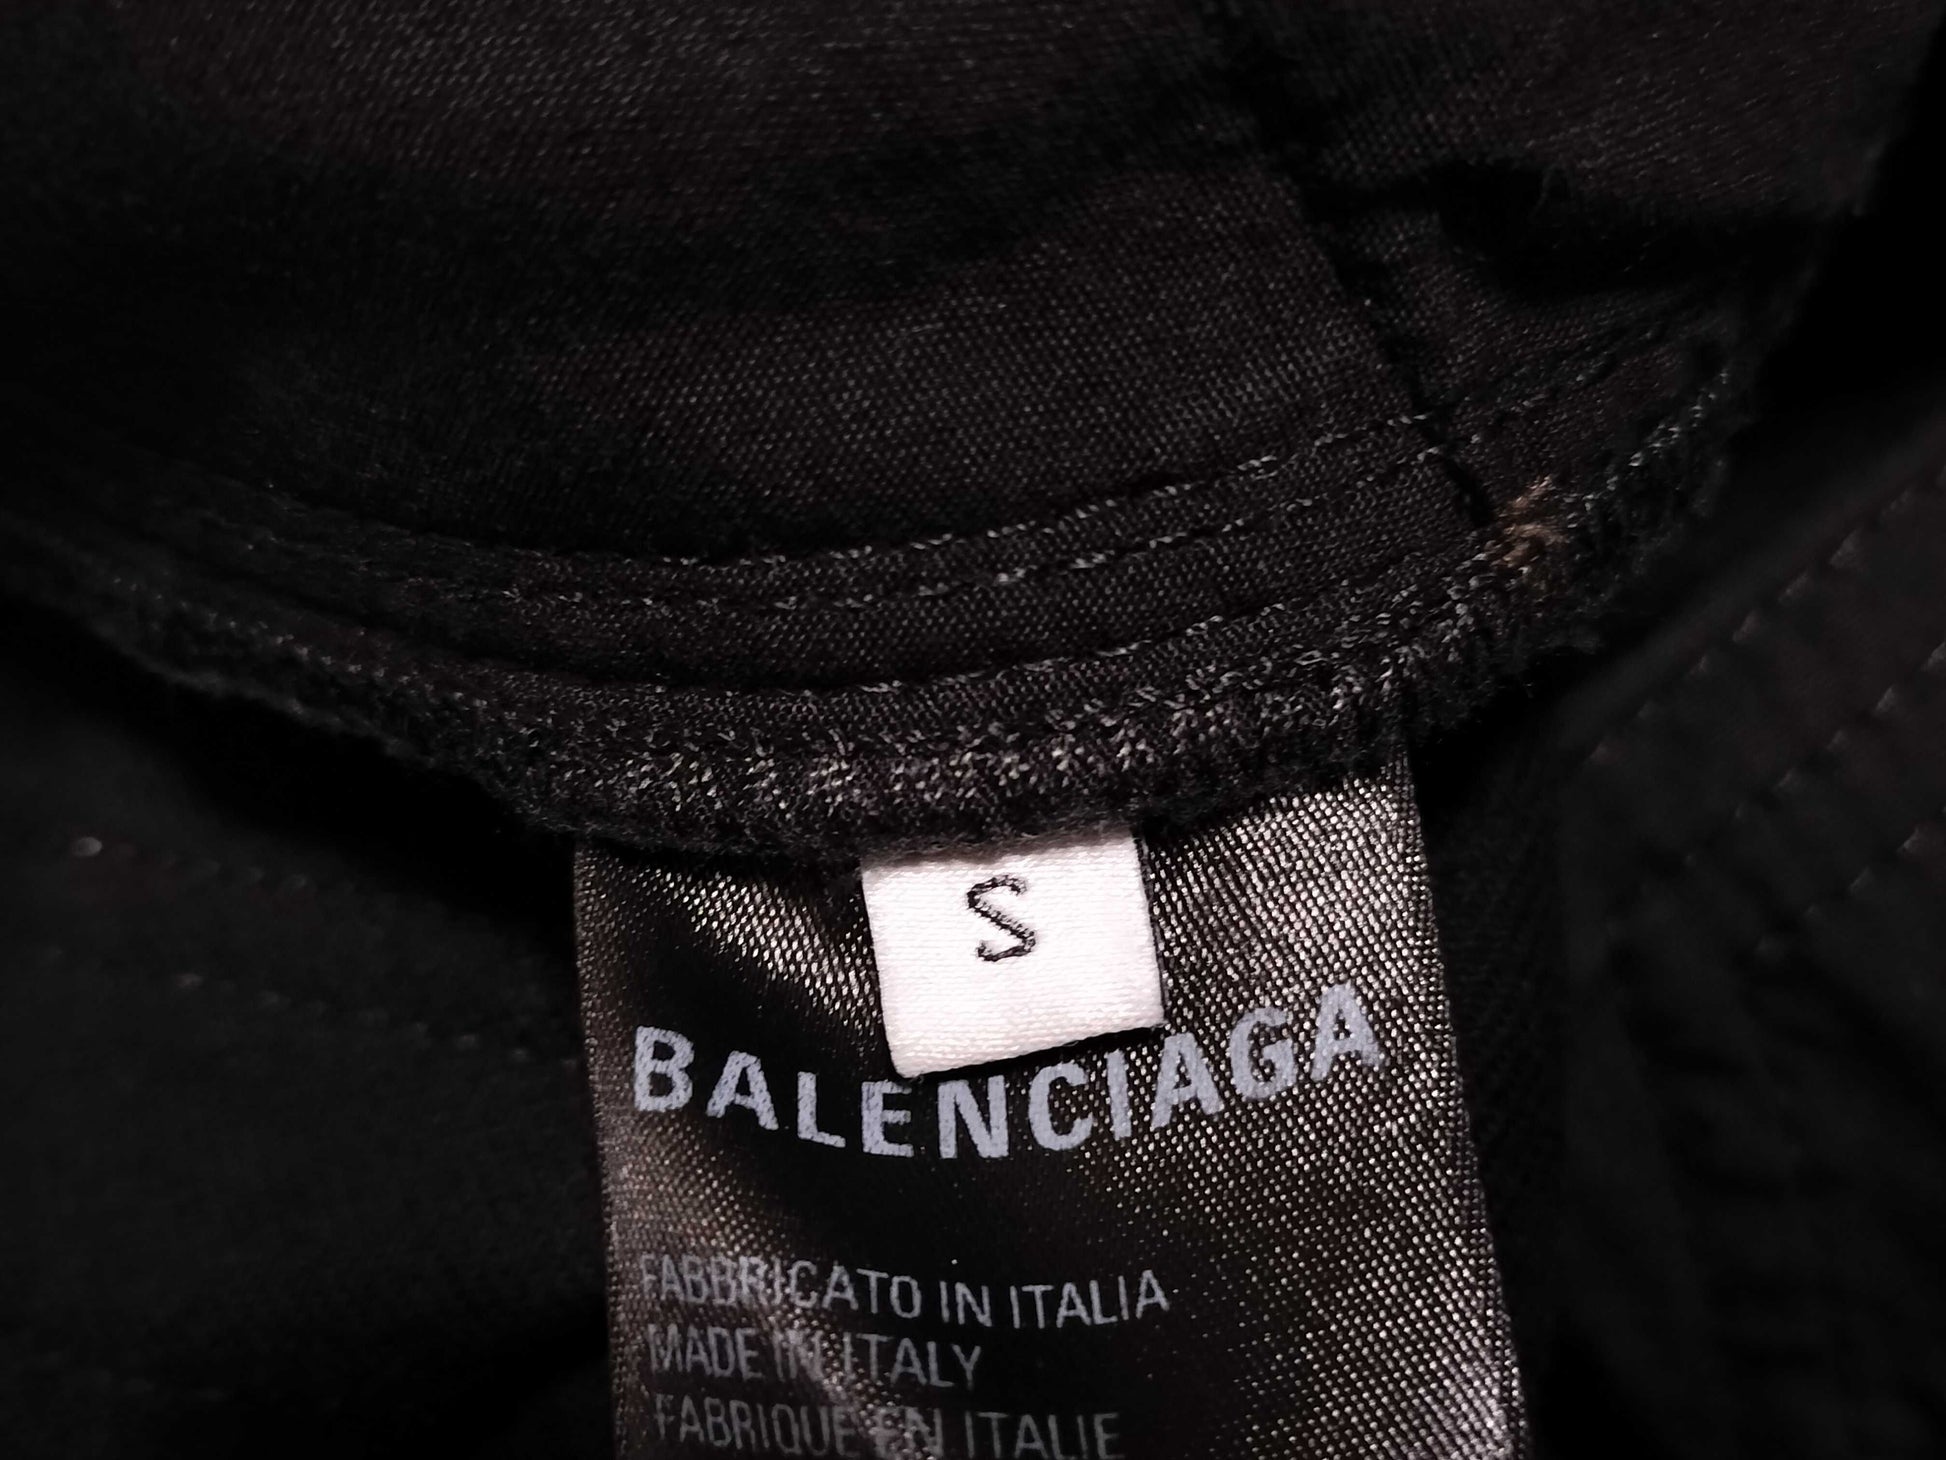 S
BALENCIAGA
FABBRICATO IN ITALIA
MADE IN ITALY
FABRIQUE EN ITALIE